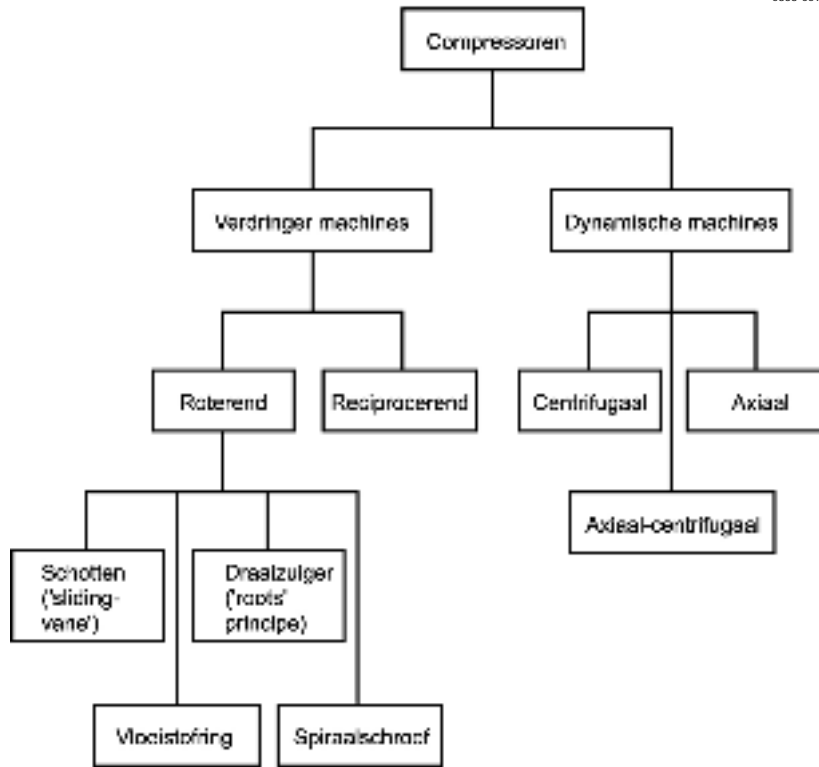 Compressoren
Verdringer machines
Dynamische machines
Roterend
Reciprocerend
Centrifugaal
Axiaal
Axiaal-centrifugaal
Schotten
('sliding-
vane')
Draaizuiger
('roots'
principe)
Vloeistofring
Spiraalschroef